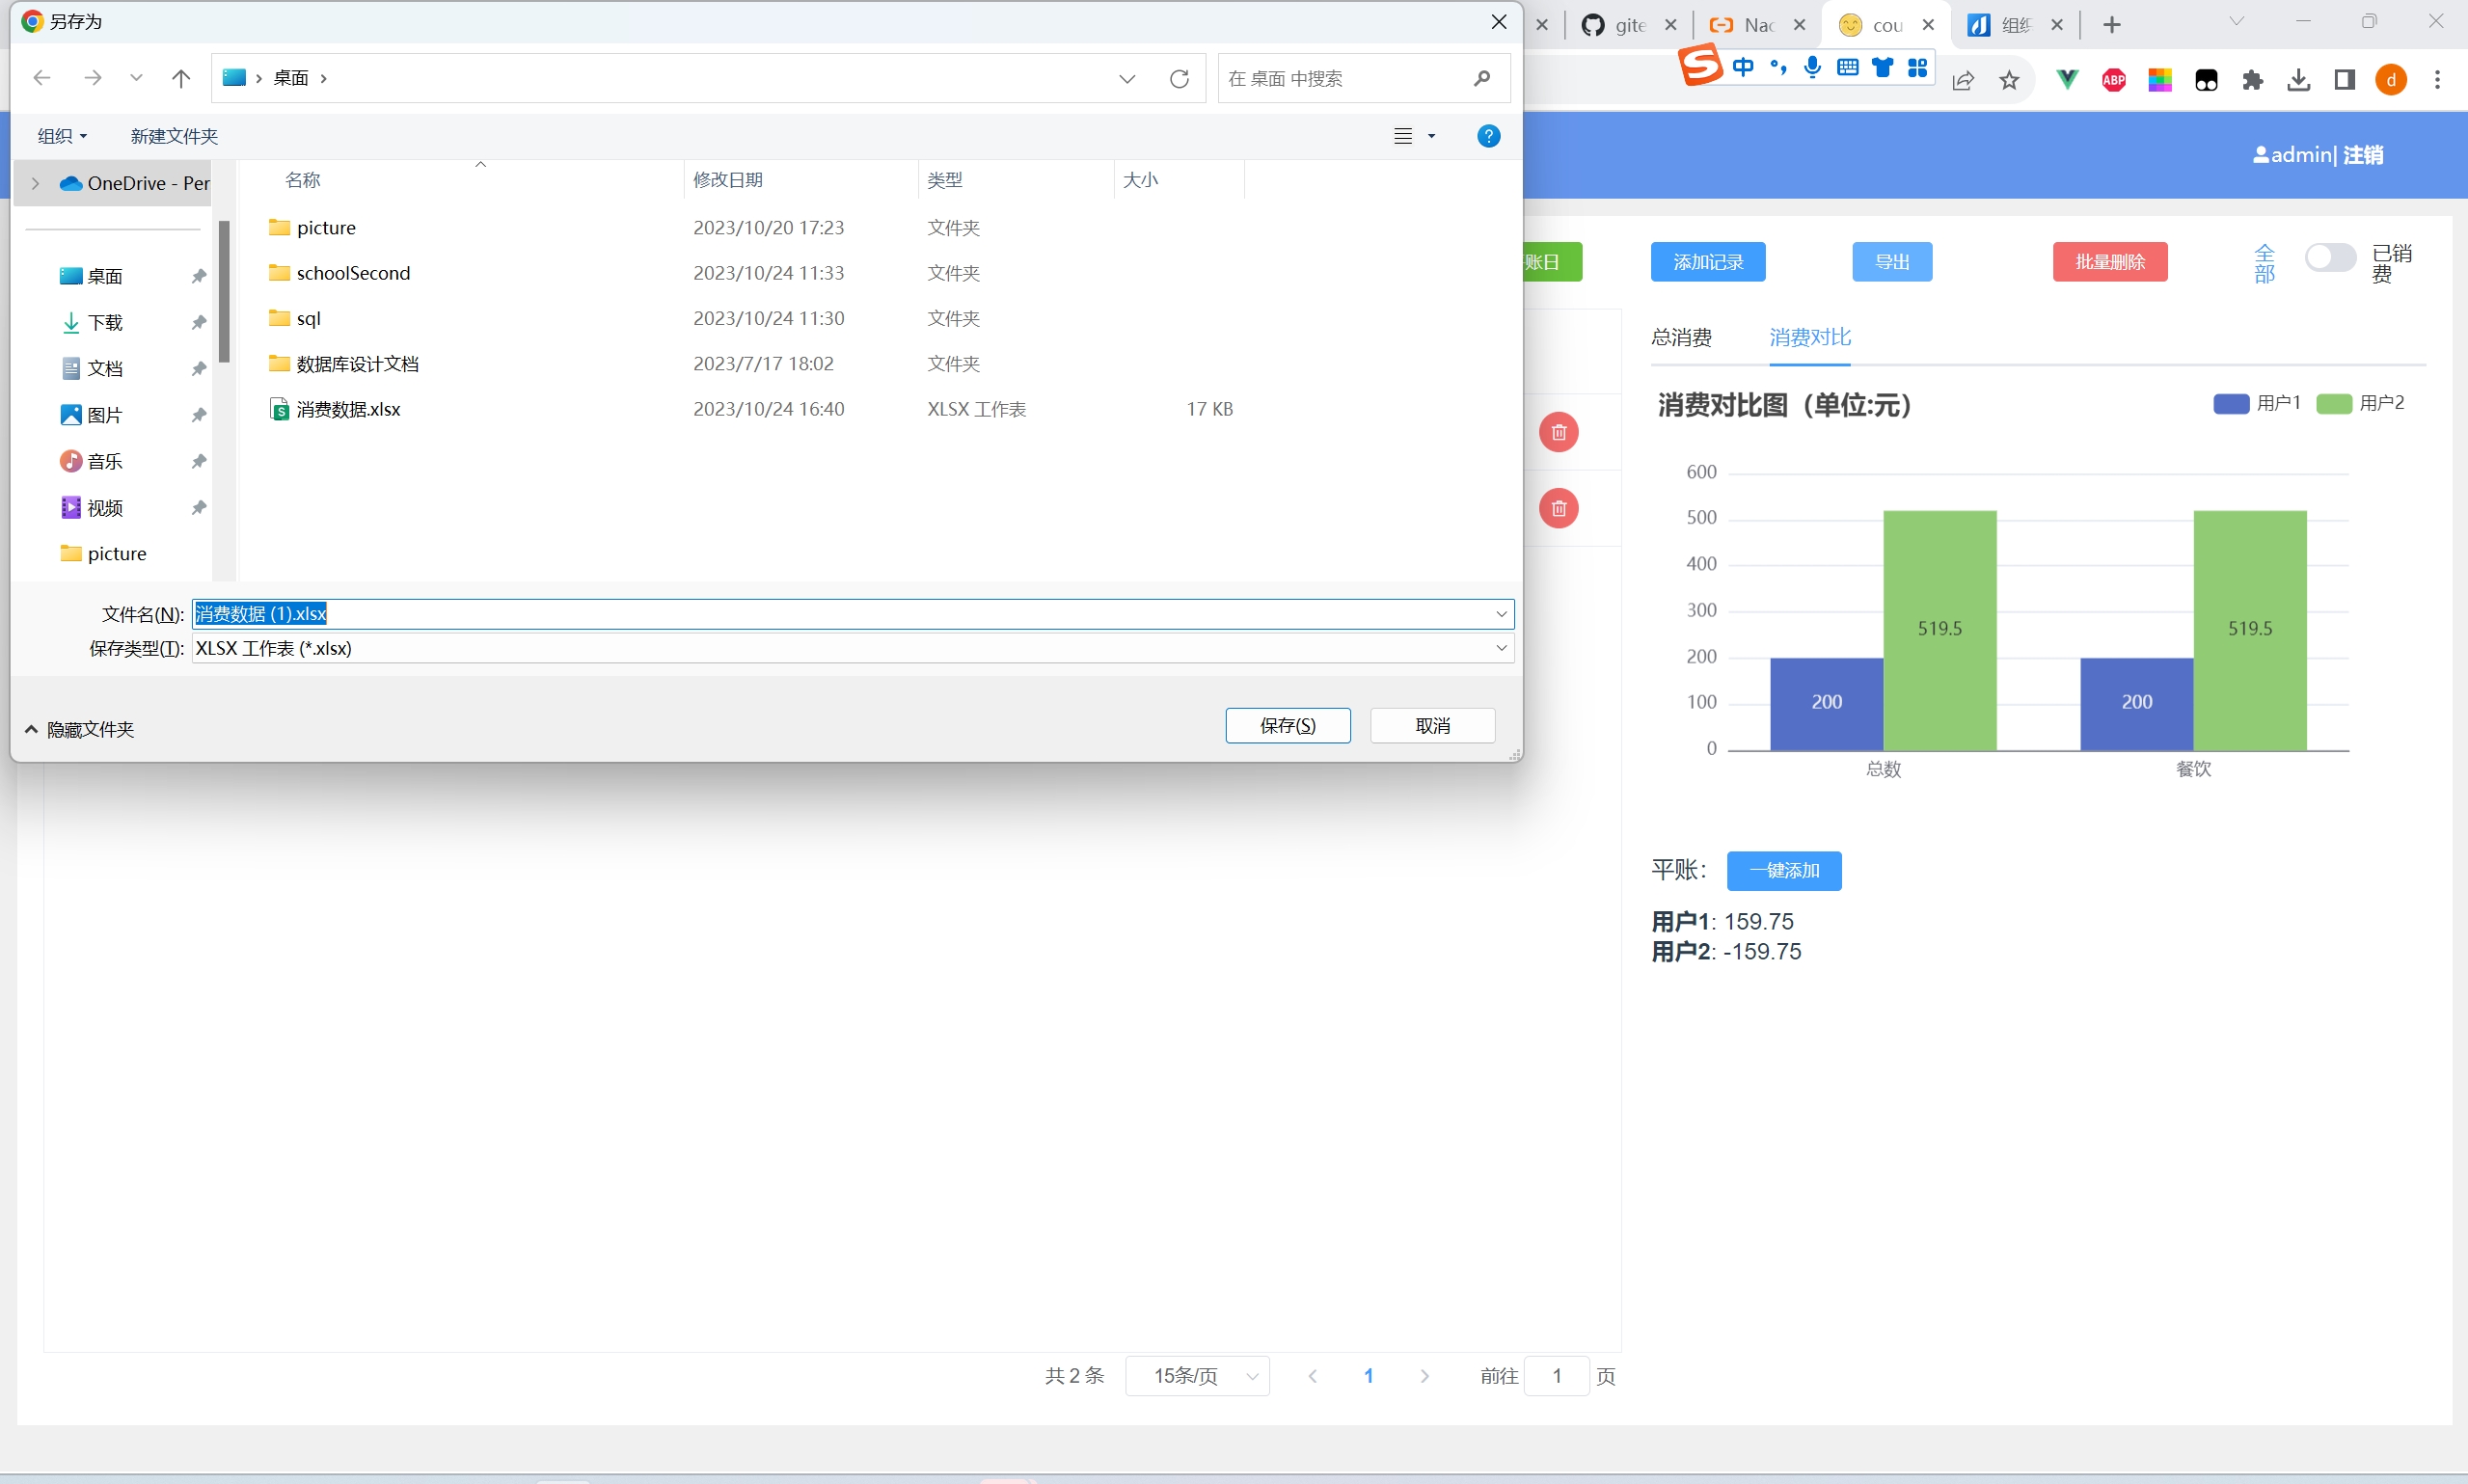 另存为
桌面
在 桌面 中搜索
组织
新建文件夹
名称 修改日期 类型 大小
OneDrive - Per
桌面
下载
文档
图片
音乐
视频
picture
picture 2023/10/20 17:23 文件夹
schoolSecond 2023/10/24 11:33 文件夹
sql 2023/10/24 11:30 文件夹
数据库设计文档 2023/7/17 18:02 文件夹
消费数据.xlsx 2023/10/24 16:40 XLSX 工作表 17 KB
文件名(N): 消费数据 (1).xlsx
保存类型(T): XLSX 工作表 (*.xlsx)
隐藏文件夹
保存(S)
取消
gite
Nac
cou
组织
中
ABP
d
admin| 注销
账日
添加记录
导出
批量删除
全部
已销费
总消费
消费对比
消费对比图（单位:元）
用户1
用户2
600
500
400
300
200
100
0
200
519.5
200
519.5
总数
餐饮
平账：
一键添加
用户1: 159.75
用户2: -159.75
共 2 条
15条/页
1
前往 1 页